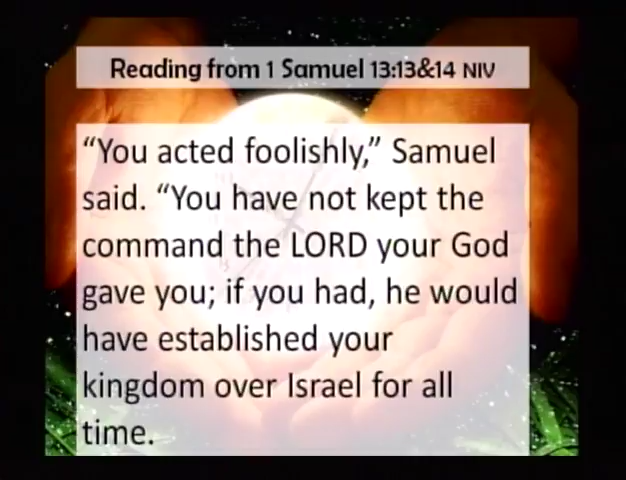 Reading from 1 Samuel 13:13&14 NIV
“You acted foolishly,” Samuel
said. “You have not kept the
command the LORD your God
gave you; if you had, he would
have established your
kingdom over Israel for all
time.